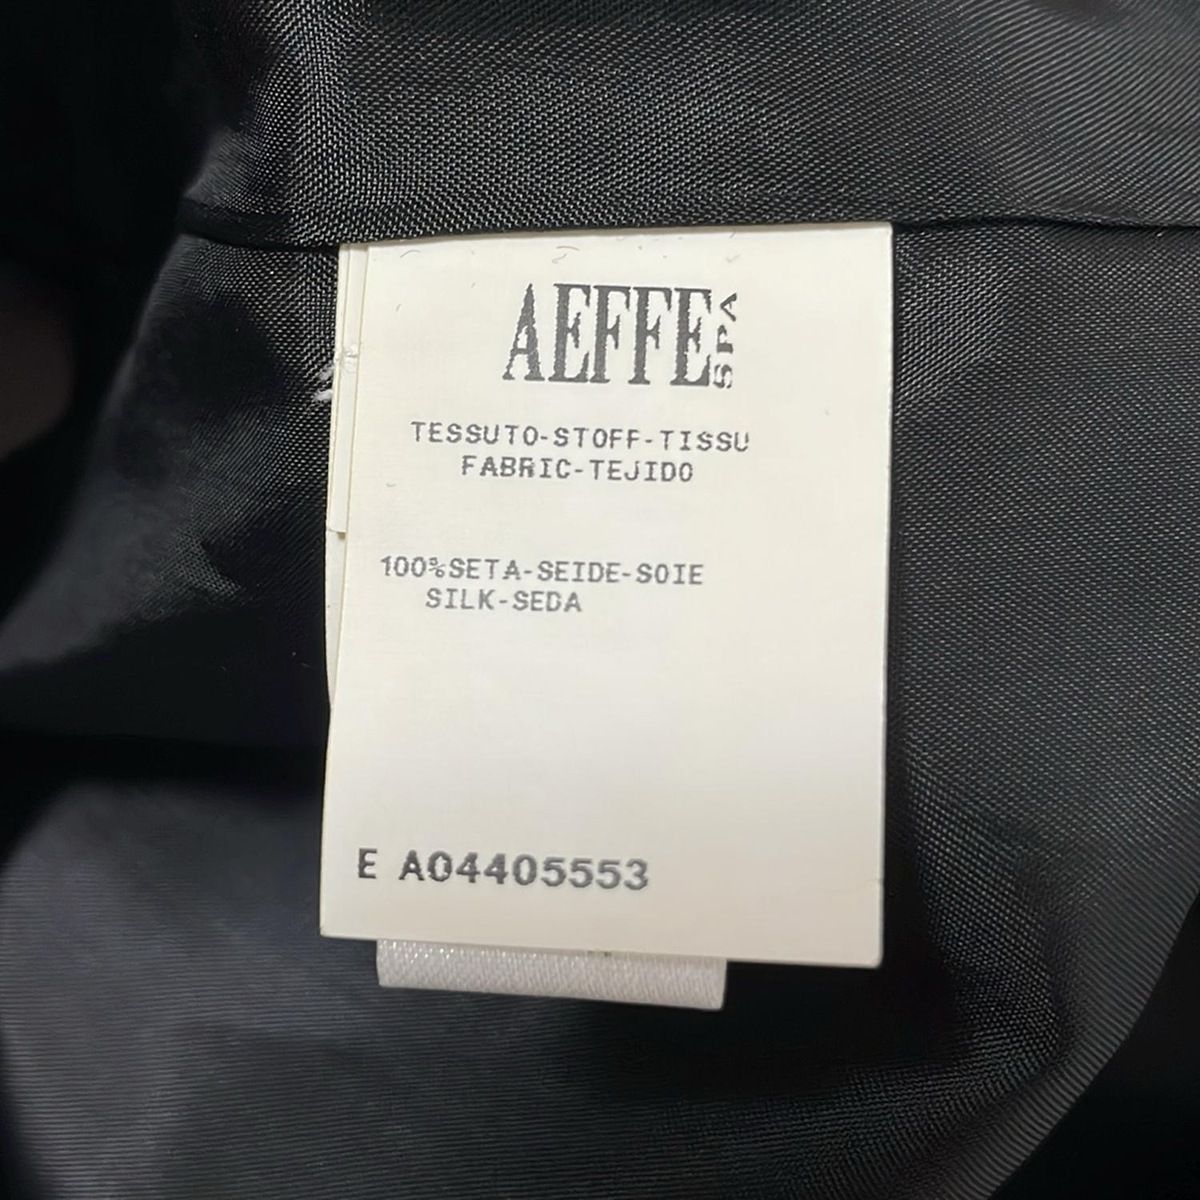 AEFFE SPA
TESSUTO-STOFF-TISSU
FABRIC-TEJIDO
100%SETA-SEIDE-SOIE
SILK-SEDA
E A04405553